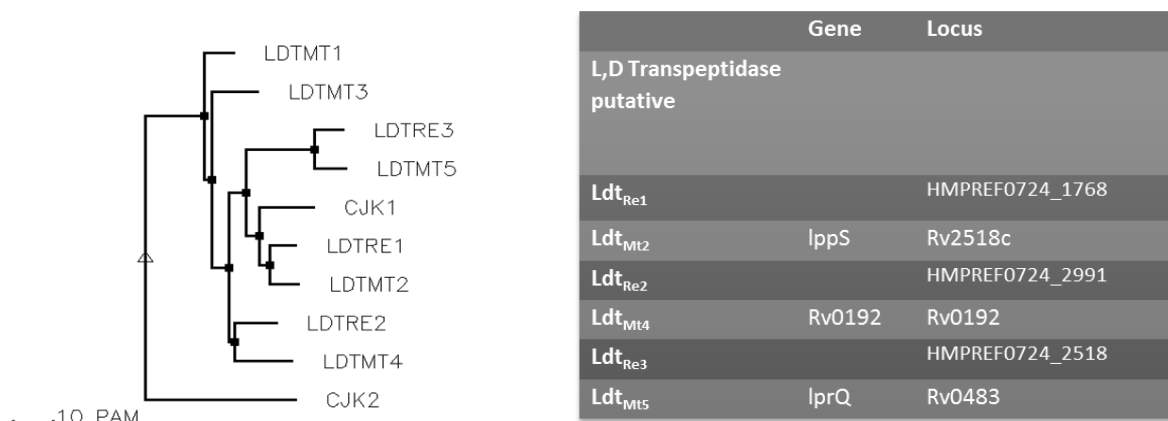 LDTMT1
LDTMT3
LDTRE3
LDTMT5
CJK1
LDTRE1
LDTMT2
LDTRE2
LDTMT4
CJK2
.10 PAM
Gene Locus
L,D Transpeptidase
putative
LdtRe1 HMPREF0724_1768
LdtMt2 lppS Rv2518c
LdtRe2 HMPREF0724_2991
LdtMt4 Rv0192 Rv0192
LdtRe3 HMPREF0724_2518
LdtMt5 lprQ Rv0483